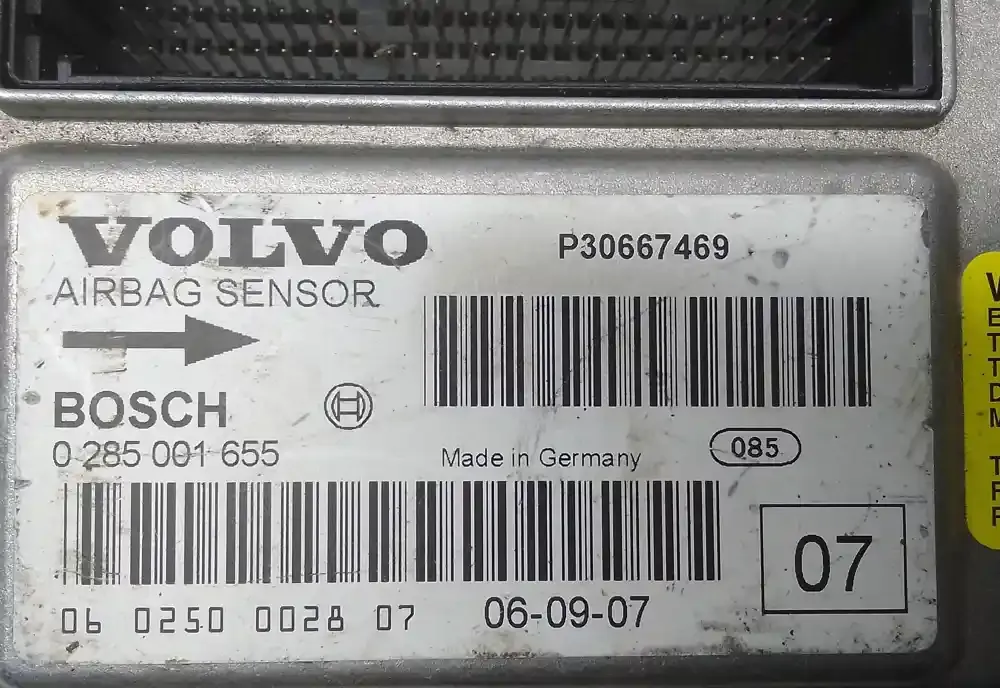 VOLVO
P30667469
AIRBAG SENSOR
BOSCH
0 285 001 655
Made in Germany
085
07
06 0250 0028 07
06-09-07